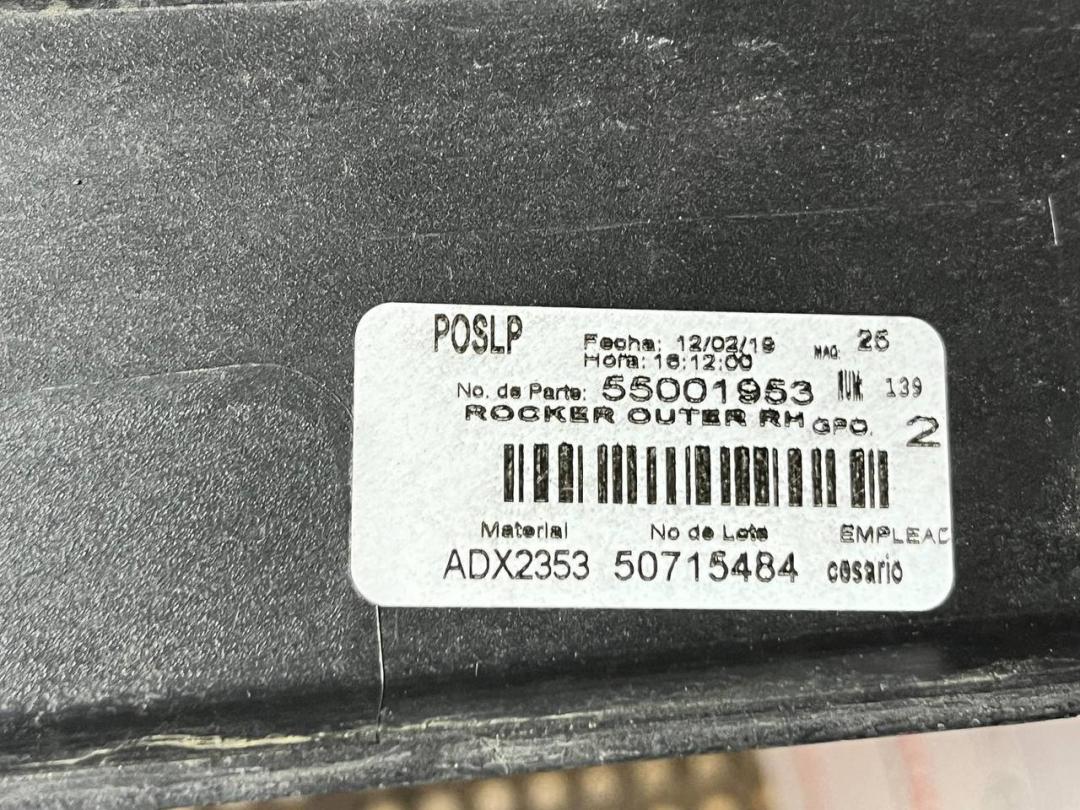 POSLP
Fecha: 12/02/19
Hora: 16:12:00
MAQ: 25
No. de Parte: 55001953
139
ROCKER OUTER RH GPO. 2
Material No de Lote EMPLEAD
ADX2353 50715484 cesario